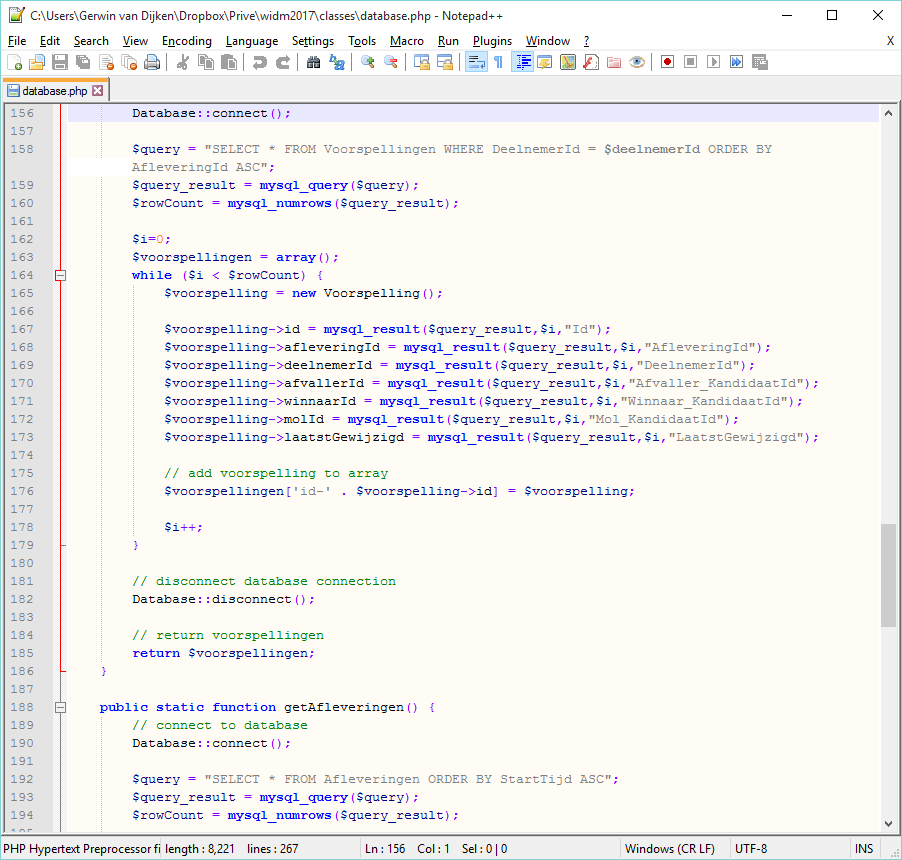 C:\Users\Gerwin van Dijken\Dropbox\Prive\widm2017\classes\database.php - Notepad++
File Edit Search View Encoding Language Settings Tools Macro Run Plugins Window ? X
database.php
156 Database::connect();
157
158 $query = "SELECT * FROM Voorspellingen WHERE DeelnemerId = $deelnemerId ORDER BY
AfleveringId ASC";
159 $query_result = mysql_query($query);
160 $rowCount = mysql_numrows($query_result);
161
162 $i=0;
163 $voorspellingen = array();
164 while ($i < $rowCount) {
165 $voorspelling = new Voorspelling();
166
167 $voorspelling->id = mysql_result($query_result,$i,"Id");
168 $voorspelling->afleveringId = mysql_result($query_result,$i,"AfleveringId");
169 $voorspelling->deelnemerId = mysql_result($query_result,$i,"DeelnemerId");
170 $voorspelling->afvallerId = mysql_result($query_result,$i,"Afvaller_KandidaatId");
171 $voorspelling->winnaarId = mysql_result($query_result,$i,"Winnaar_KandidaatId");
172 $voorspelling->molId = mysql_result($query_result,$i,"Mol_KandidaatId");
173 $voorspelling->laatstGewijzigd = mysql_result($query_result,$i,"LaatstGewijzigd");
174
175 // add voorspelling to array
176 $voorspellingen['id-' . $voorspelling->id] = $voorspelling;
177
178 $i++;
179 }
180
181 // disconnect database connection
182 Database::disconnect();
183
184 // return voorspellingen
185 return $voorspellingen;
186 }
187
188 public static function getAfleveringen() {
189 // connect to database
190 Database::connect();
191
192 $query = "SELECT * FROM Afleveringen ORDER BY StartTijd ASC";
193 $query_result = mysql_query($query);
194 $rowCount = mysql_numrows($query_result);
195
PHP Hypertext Preprocessor fi length : 8,221 lines : 267 Ln : 156 Col : 1 Sel : 0 | 0 Windows (CR LF) UTF-8 INS